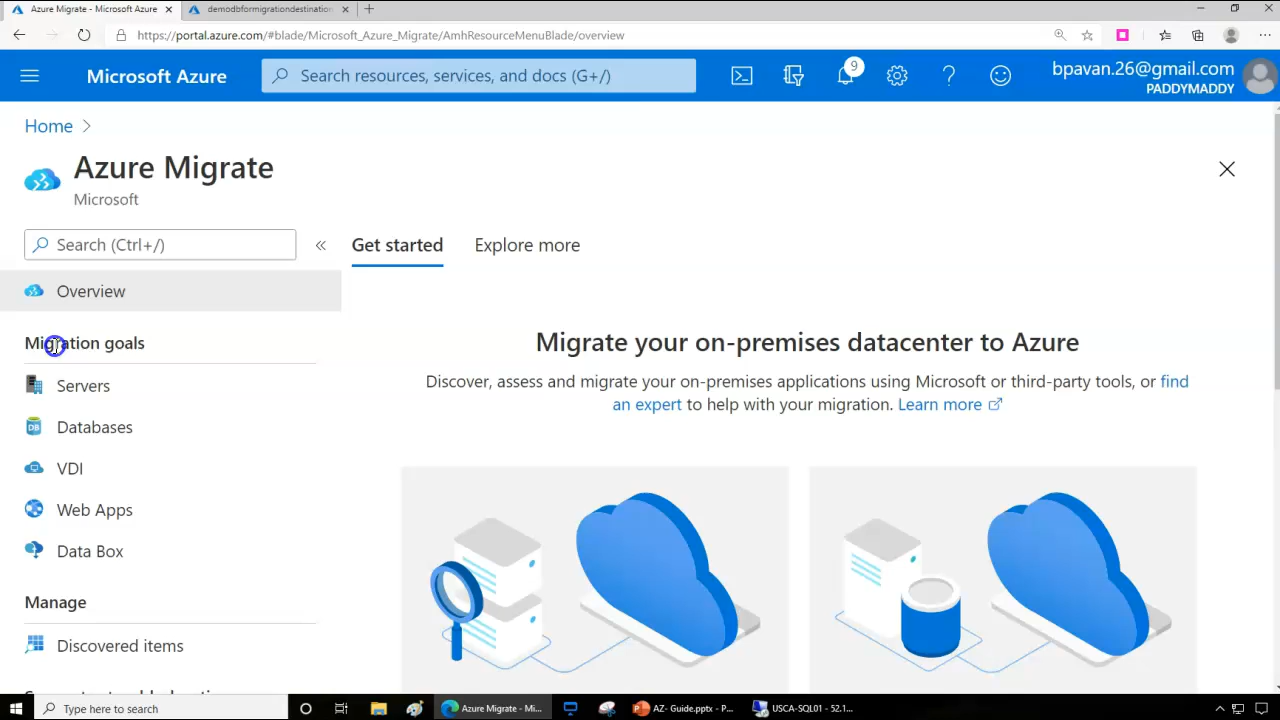 Azure Migrate - Microsoft Azure
demodbformigrationdestination
https://portal.azure.com/#blade/Microsoft_Azure_Migrate/AmhResourceMenuBlade/overview
Microsoft Azure
Search resources, services, and docs (G+/)
9
bpavan.26@gmail.com
PADDYMADDY
Home
Azure Migrate
Microsoft
Search (Ctrl+/)
Get started
Explore more
Overview
Migration goals
Servers
DB Databases
VDI
Web Apps
Data Box
Manage
Discovered items
Migrate your on-premises datacenter to Azure
Discover, assess and migrate your on-premises applications using Microsoft or third-party tools, or find
an expert to help with your migration. Learn more
Type here to search
Azure Migrate - Mi...
AZ- Guide.pptx - P...
USCA-SQL01 - 52.1...